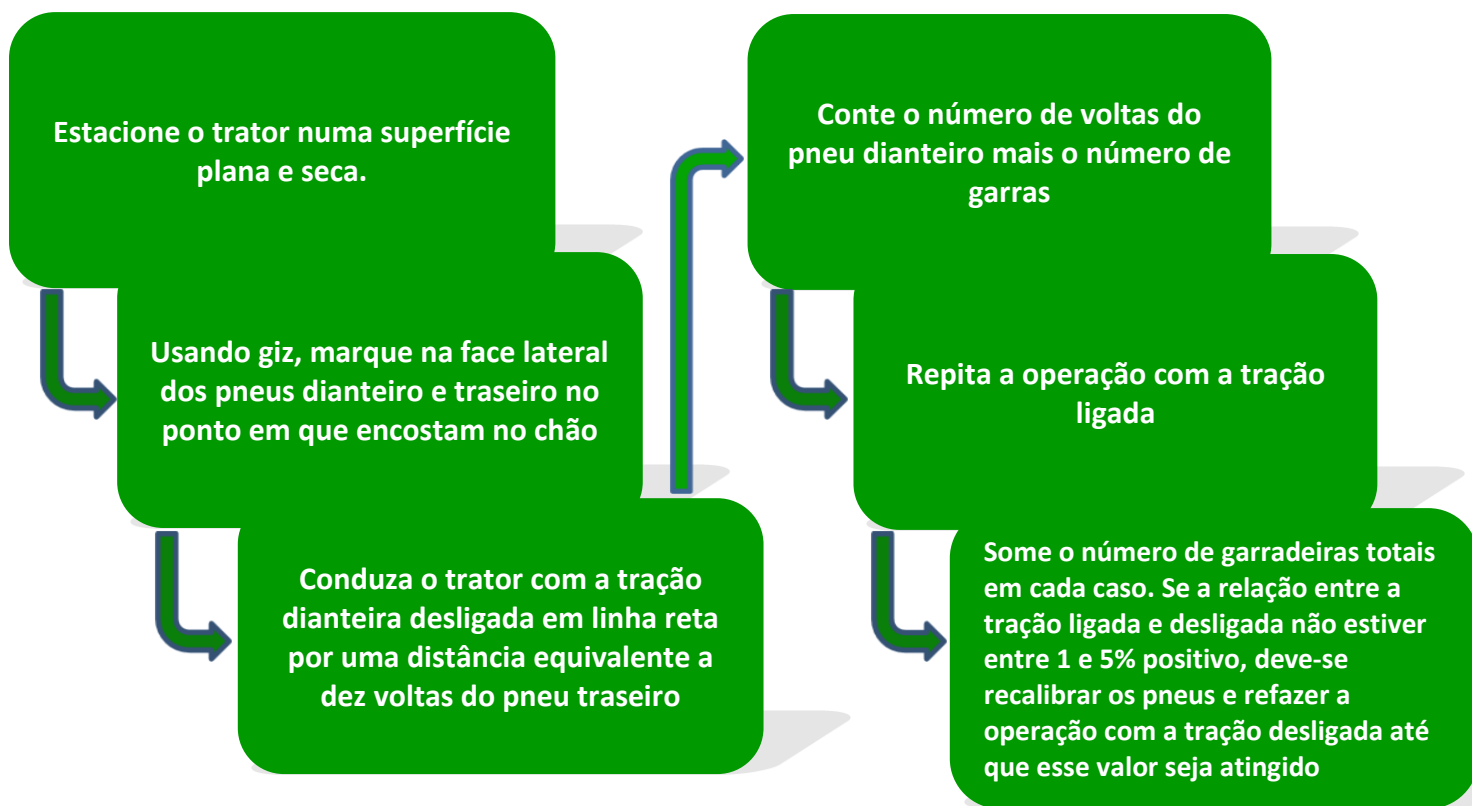 Estacione o trator numa superfície
plana e seca.
Usando giz, marque na face lateral
dos pneus dianteiro e traseiro no
ponto em que encostam no chão
Conduza o trator com a tração
dianteira desligada em linha reta
por uma distância equivalente a
dez voltas do pneu traseiro
Conte o número de voltas do
pneu dianteiro mais o número de
garras
Repita a operação com a tração
ligada
Some o número de garradeiras totais
em cada caso. Se a relação entre a
tração ligada e desligada não estiver
entre 1 e 5% positivo, deve-se
recalibrar os pneus e refazer a
operação com a tração desligada até
que esse valor seja atingido